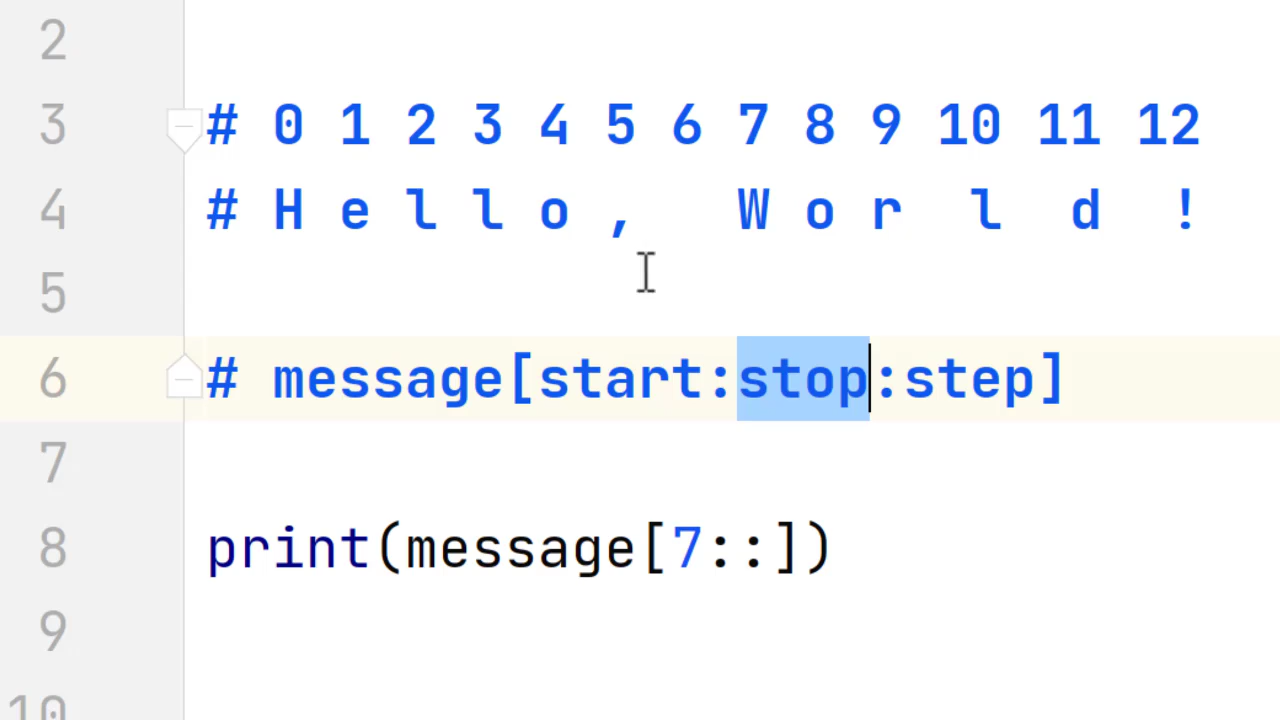 2
3 # 0 1 2 3 4 5 6 7 8 9 10 11 12
4 # H e l l o , W o r l d !
5
6 # message[start:stop:step]
7
8 print(message[7::])
9
10